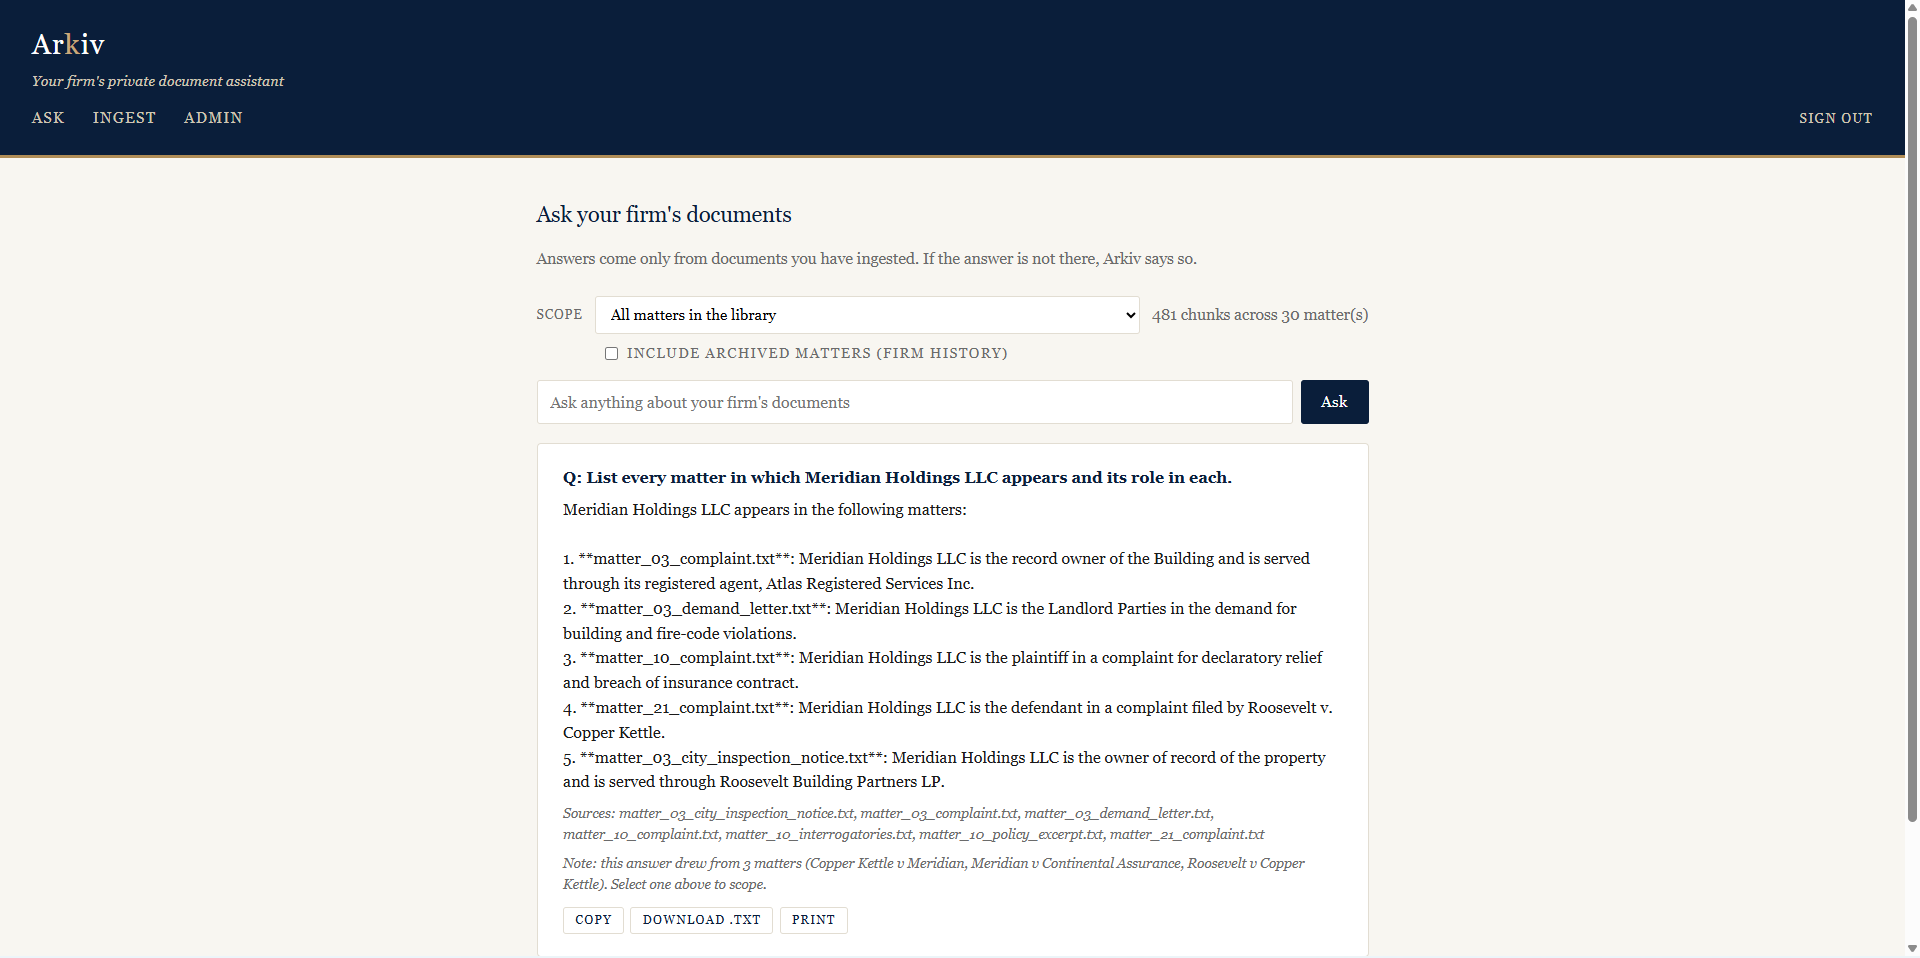 Arkiv
Your firm's private document assistant
ASK INGEST ADMIN SIGN OUT
Ask your firm's documents
Answers come only from documents you have ingested. If the answer is not there, Arkiv says so.
SCOPE All matters in the library 481 chunks across 30 matter(s)
INCLUDE ARCHIVED MATTERS (FIRM HISTORY)
Ask anything about your firm's documents Ask
Q: List every matter in which Meridian Holdings LLC appears and its role in each.
Meridian Holdings LLC appears in the following matters:
1. **matter_03_complaint.txt**: Meridian Holdings LLC is the record owner of the Building and is served
through its registered agent, Atlas Registered Services Inc.
2. **matter_03_demand_letter.txt**: Meridian Holdings LLC is the Landlord Parties in the demand for
building and fire-code violations.
3. **matter_10_complaint.txt**: Meridian Holdings LLC is the plaintiff in a complaint for declaratory relief
and breach of insurance contract.
4. **matter_21_complaint.txt**: Meridian Holdings LLC is the defendant in a complaint filed by Roosevelt v.
Copper Kettle.
5. **matter_03_city_inspection_notice.txt**: Meridian Holdings LLC is the owner of record of the property
and is served through Roosevelt Building Partners LP.
Sources: matter_03_city_inspection_notice.txt, matter_03_complaint.txt, matter_03_demand_letter.txt,
matter_10_complaint.txt, matter_10_interrogatories.txt, matter_10_policy_excerpt.txt, matter_21_complaint.txt
Note: this answer drew from 3 matters (Copper Kettle v Meridian, Meridian v Continental Assurance, Roosevelt v Copper
Kettle). Select one above to scope.
COPY DOWNLOAD .TXT PRINT